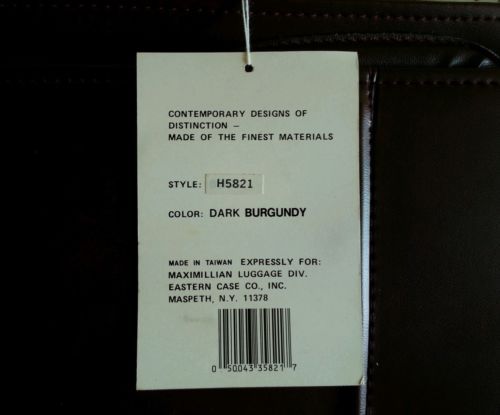 CONTEMPORARY DESIGNS OF
DISTINCTION —
MADE OF THE FINEST MATERIALS
STYLE: H5821
COLOR: DARK BURGUNDY
MADE IN TAIWAN EXPRESSLY FOR:
MAXIMILLIAN LUGGAGE DIV.
EASTERN CASE CO., INC.
MASPETH, N.Y. 11378
0 50043 35821 7